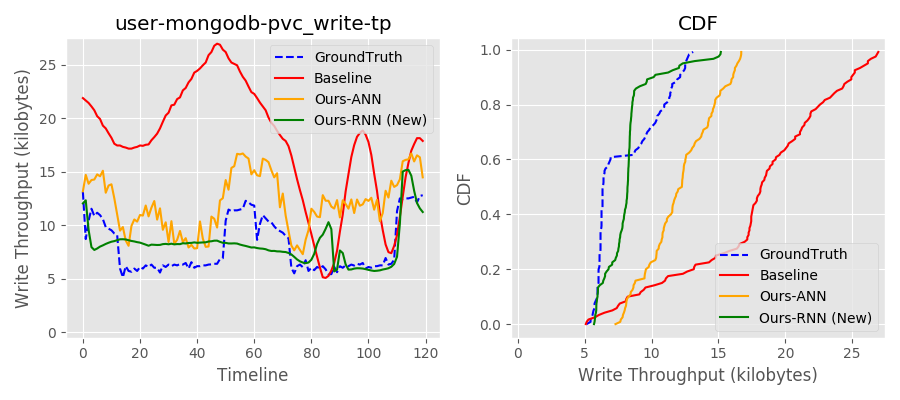 user-mongodb-pvc_write-tp
Write Throughput (kilobytes)
25
20
15
10
5
0
GroundTruth
Baseline
Ours-ANN
Ours-RNN (New)
0 20 40 60 80 100 120
Timeline
CDF
CDF
1.0
0.8
0.6
0.4
0.2
0.0
GroundTruth
Baseline
Ours-ANN
Ours-RNN (New)
0 5 10 15 20 25
Write Throughput (kilobytes)